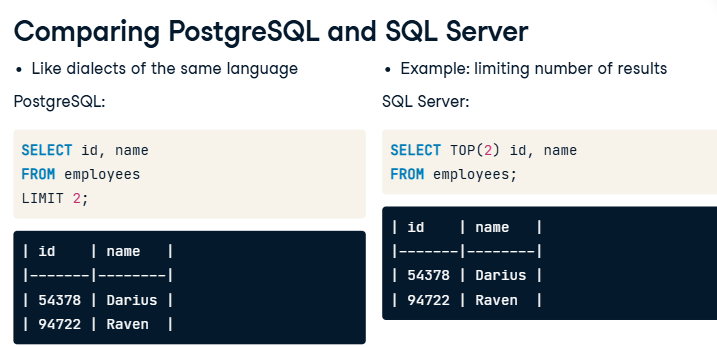 Comparing PostgreSQL and SQL Server
• Like dialects of the same language
PostgreSQL:
SELECT id, name
FROM employees
LIMIT 2;
| id    | name   |
|-------|--------|
| 54378 | Darius |
| 94722 | Raven  |
• Example: limiting number of results
SQL Server:
SELECT TOP(2) id, name
FROM employees;
| id    | name   |
|-------|--------|
| 54378 | Darius |
| 94722 | Raven  |